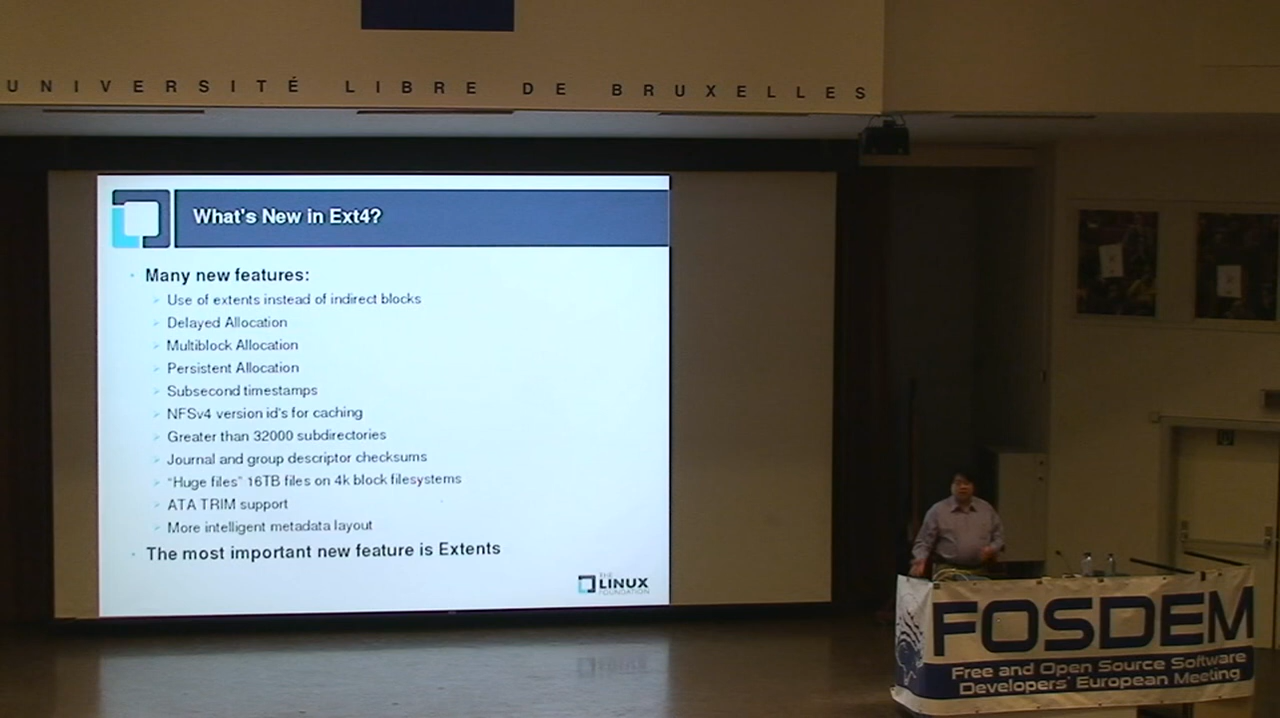 UNIVERSITÉ LIBRE DE BRUXELLES
What's New in Ext4?
Many new features:
Use of extents instead of indirect blocks
Delayed Allocation
Multiblock Allocation
Persistent Allocation
Subsecond timestamps
NFSv4 version id's for caching
Greater than 32000 subdirectories
Journal and group descriptor checksums
"Huge files" 16TB files on 4k block filesystems
ATA TRIM support
More intelligent metadata layout
The most important new feature is Extents
THE
LINUX
FOUNDATION
FOSDEM
Free and Open Source Software
Developers' European Meeting